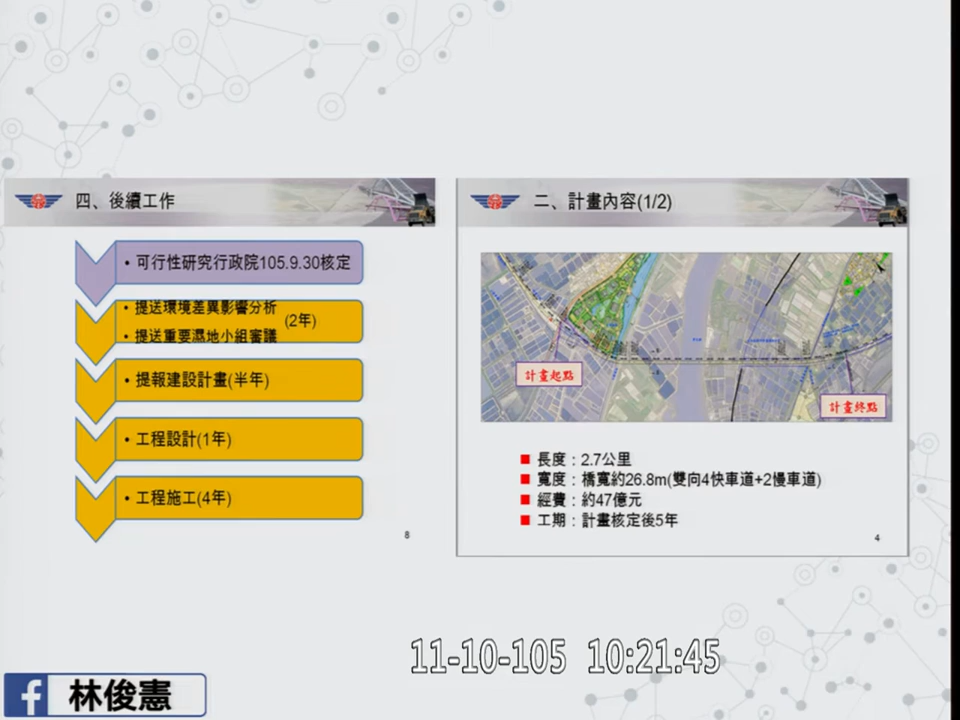 四、後續工作
• 可行性研究行政院105.9.30核定
• 提送環境差異影響分析
• 提送重要濕地小組審議
(2年)
• 提報建設計畫(半年)
• 工程設計(1年)
• 工程施工(4年)
8
二、計畫內容(1/2)
計畫起點
計畫終點
長度：2.7公里
寬度：橋寬約26.8m(雙向4快車道+2慢車道)
經費：約47億元
工期：計畫核定後5年
4
11-10-105 10:21:45
f 林俊憲